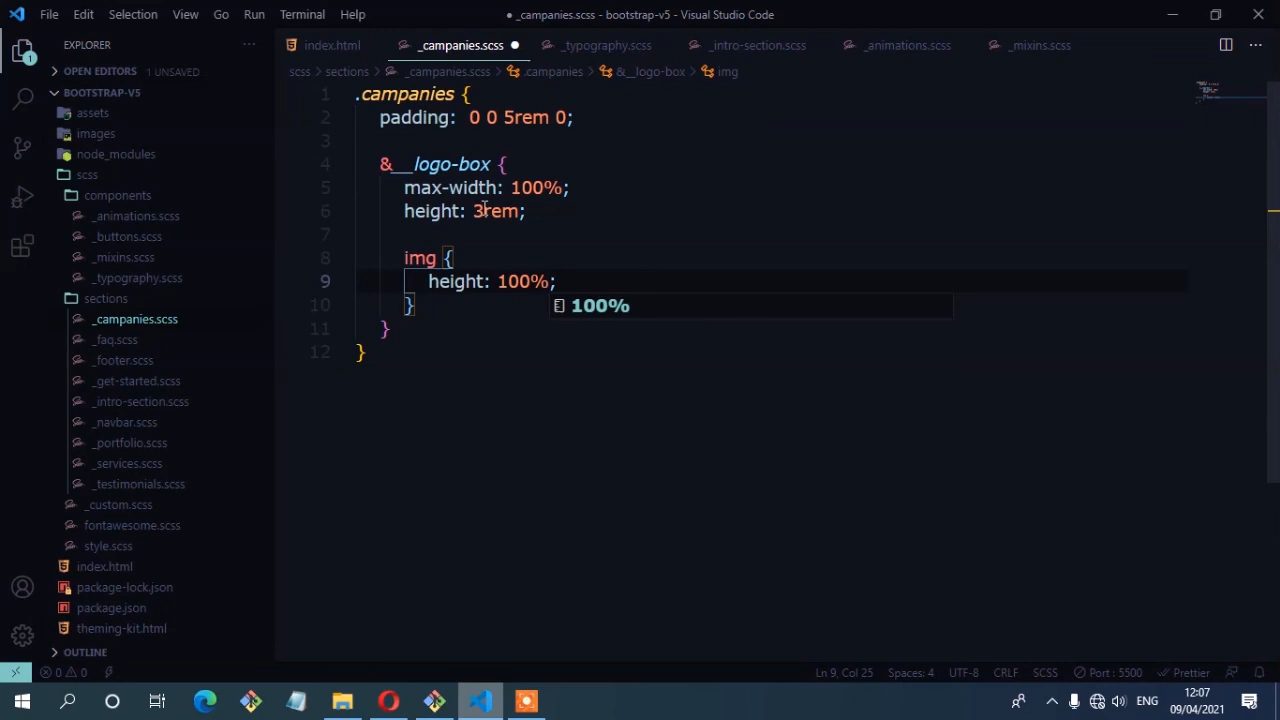 File Edit Selection View Go Run Terminal Help
● _campanies.scss - bootstrap-v5 - Visual Studio Code
EXPLORER
OPEN EDITORS 1 UNSAVED
BOOTSTRAP-V5
assets
images
node_modules
scss
components
_animations.scss
_buttons.scss
_mixins.scss
_typography.scss
sections
_campanies.scss
_faq.scss
_footer.scss
_get-started.scss
_intro-section.scss
_navbar.scss
_portfolio.scss
_services.scss
_testimonials.scss
_custom.scss
fontawesome.scss
style.scss
index.html
package-lock.json
package.json
theming-kit.html
OUTLINE
index.html _campanies.scss ● _typography.scss _intro-section.scss _animations.scss _mixins.scss
scss › sections › _campanies.scss › .campanies › &__logo-box › img
1 .campanies {
2 padding: 0 0 5rem 0;
3
4 &__logo-box {
5 max-width: 100%;
6 height: 3rem;
7
8 img {
9 height: 100%;
10 }
100%
11 }
12 }
0 0 Ln 9, Col 25 Spaces: 4 UTF-8 CRLF SCSS Port : 5500 Prettier
ENG 12:07
09/04/2021
1